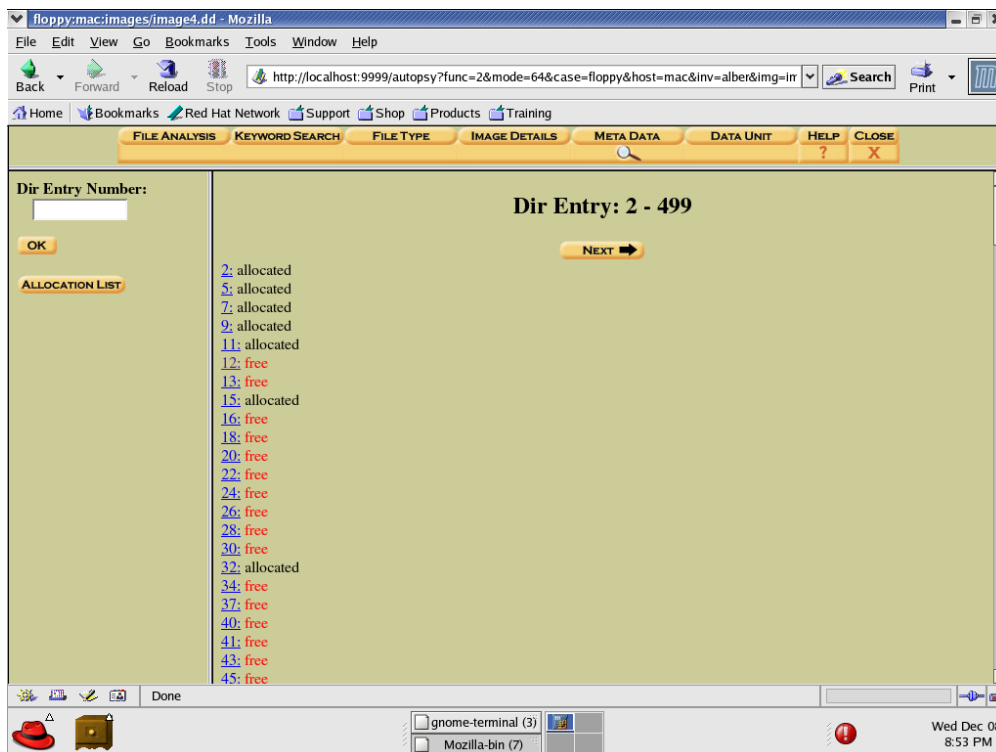 floppy:mac:images/image4.dd - Mozilla
File Edit View Go Bookmarks Tools Window Help
Back Forward Reload Stop http://localhost:9999/autopsy?func=2&mode=64&case=floppy&host=mac&inv=alber&img=im Search Print
Home Bookmarks Red Hat Network Support Shop Products Training
FILE ANALYSIS KEYWORD SEARCH FILE TYPE IMAGE DETAILS META DATA DATA UNIT HELP CLOSE
? X
Dir Entry Number:
OK
ALLOCATION LIST
Dir Entry: 2 - 499
NEXT
2: allocated
5: allocated
7: allocated
9: allocated
11: allocated
12: free
13: free
15: allocated
16: free
18: free
20: free
22: free
24: free
26: free
28: free
30: free
32: allocated
34: free
37: free
40: free
41: free
43: free
45: free
Done
gnome-terminal (3)
Mozilla-bin (7)
Wed Dec 08
8:53 PM